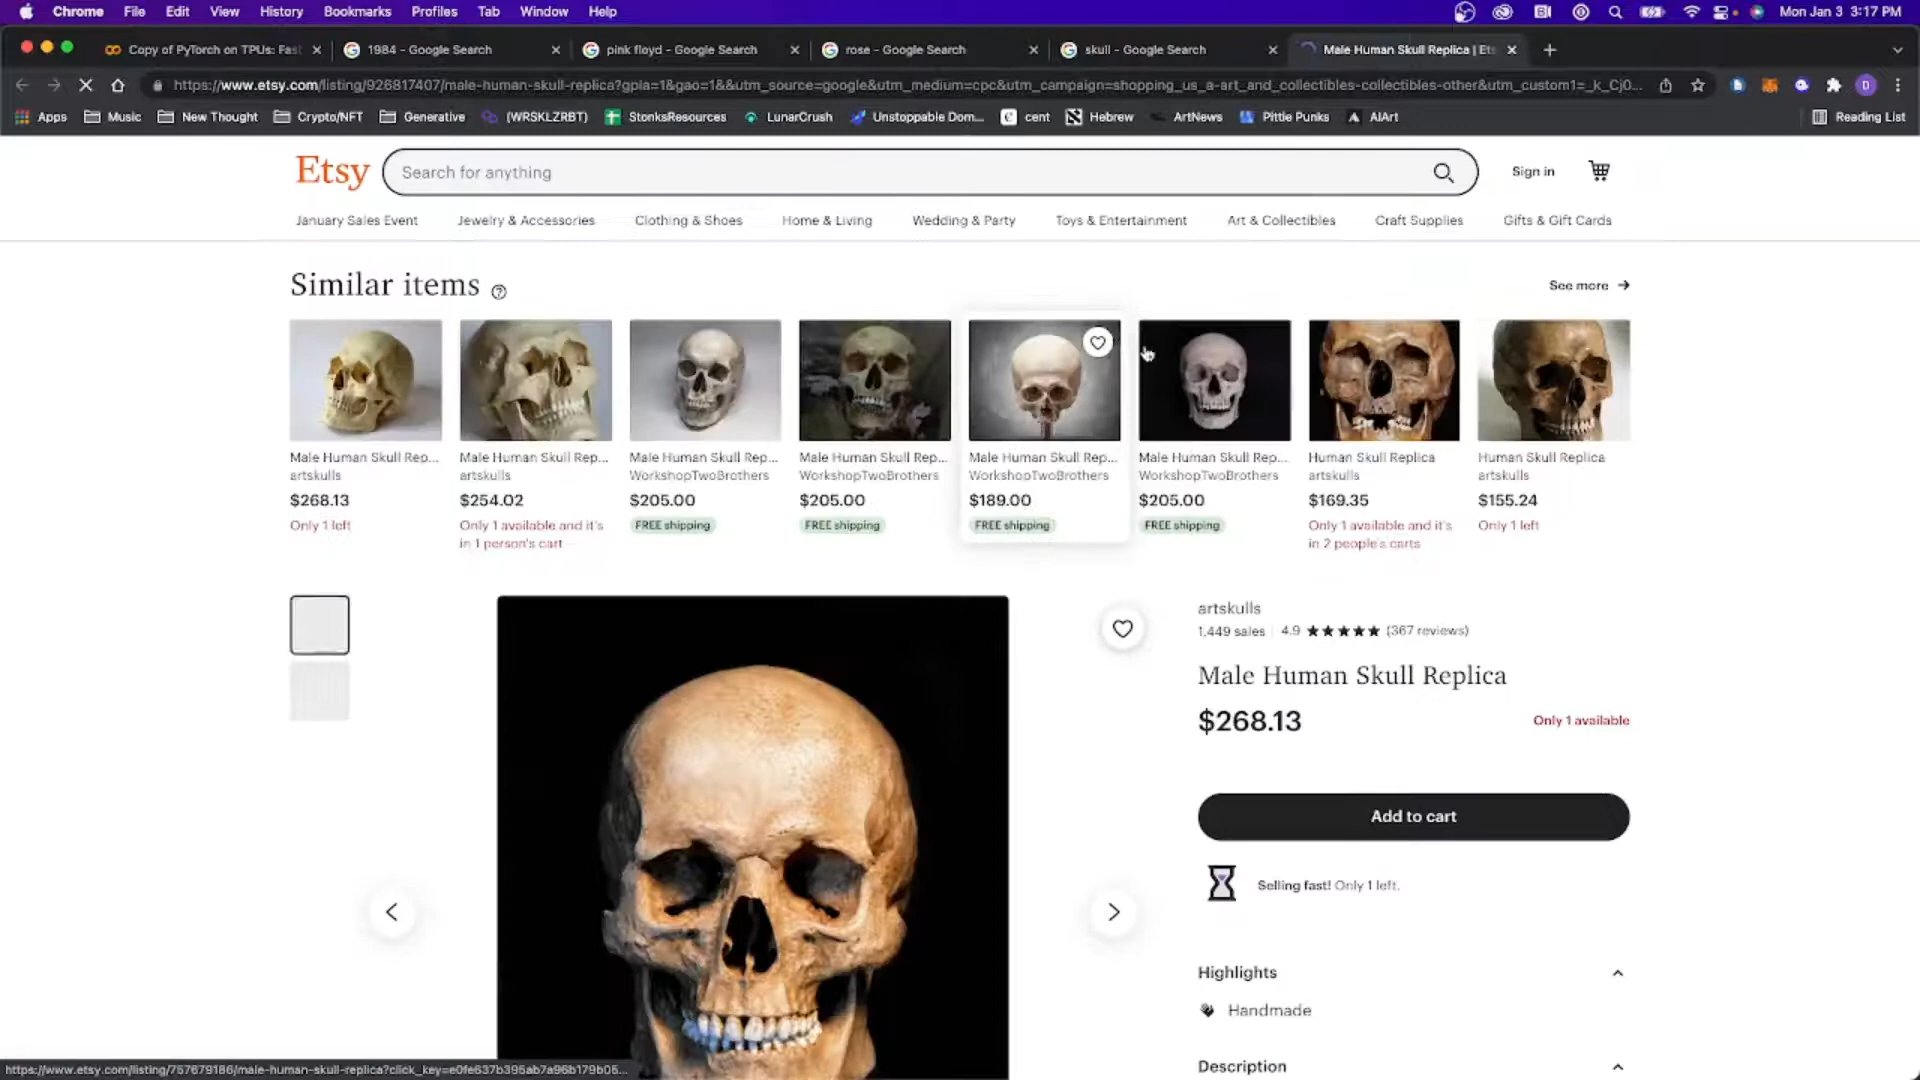 Chrome File Edit View History Bookmarks Profiles Tab Window Help Mon Jan 3 3:17 PM
Copy of PyTorch on TPUs: Fast 1984 - Google Search pink floyd - Google Search rose - Google Search skull - Google Search Male Human Skull Replica | Ets
https://www.etsy.com/listing/926817407/male-human-skull-replica?gpla=1&gao=1&&utm_source=google&utm_medium=cpc&utm_campaign=shopping_us_a-art_and_collectibles-collectibles-other&utm_custom1=_k_Cj0...
Apps Music New Thought Crypto/NFT Generative (WRSKLZRBT) StonksResources LunarCrush Unstoppable Dom... cent Hebrew ArtNews Pittie Punks AIArt Reading List
Etsy Search for anything Sign in
January Sales Event Jewelry & Accessories Clothing & Shoes Home & Living Wedding & Party Toys & Entertainment Art & Collectibles Craft Supplies Gifts & Gift Cards
Similar items ? See more →
Male Human Skull Rep... Male Human Skull Rep... Male Human Skull Rep... Male Human Skull Rep... Male Human Skull Rep... Male Human Skull Rep... Human Skull Replica Human Skull Replica
artskulls artskulls WorkshopTwoBrothers WorkshopTwoBrothers WorkshopTwoBrothers WorkshopTwoBrothers artskulls artskulls
$268.13 $254.02 $205.00 $205.00 $189.00 $205.00 $169.35 $155.24
Only 1 left Only 1 available and it's FREE shipping FREE shipping FREE shipping FREE shipping Only 1 available and it's Only 1 left
in 1 person's cart in 2 people's carts
artskulls
1,449 sales | 4.9 ★★★★★ (367 reviews)
Male Human Skull Replica
$268.13 Only 1 available
Add to cart
Selling fast! Only 1 left.
Highlights
Handmade
Description
https://www.etsy.com/listing/757679186/male-human-skull-replica?click_key=e0fe637b395ab7a96b179b05...